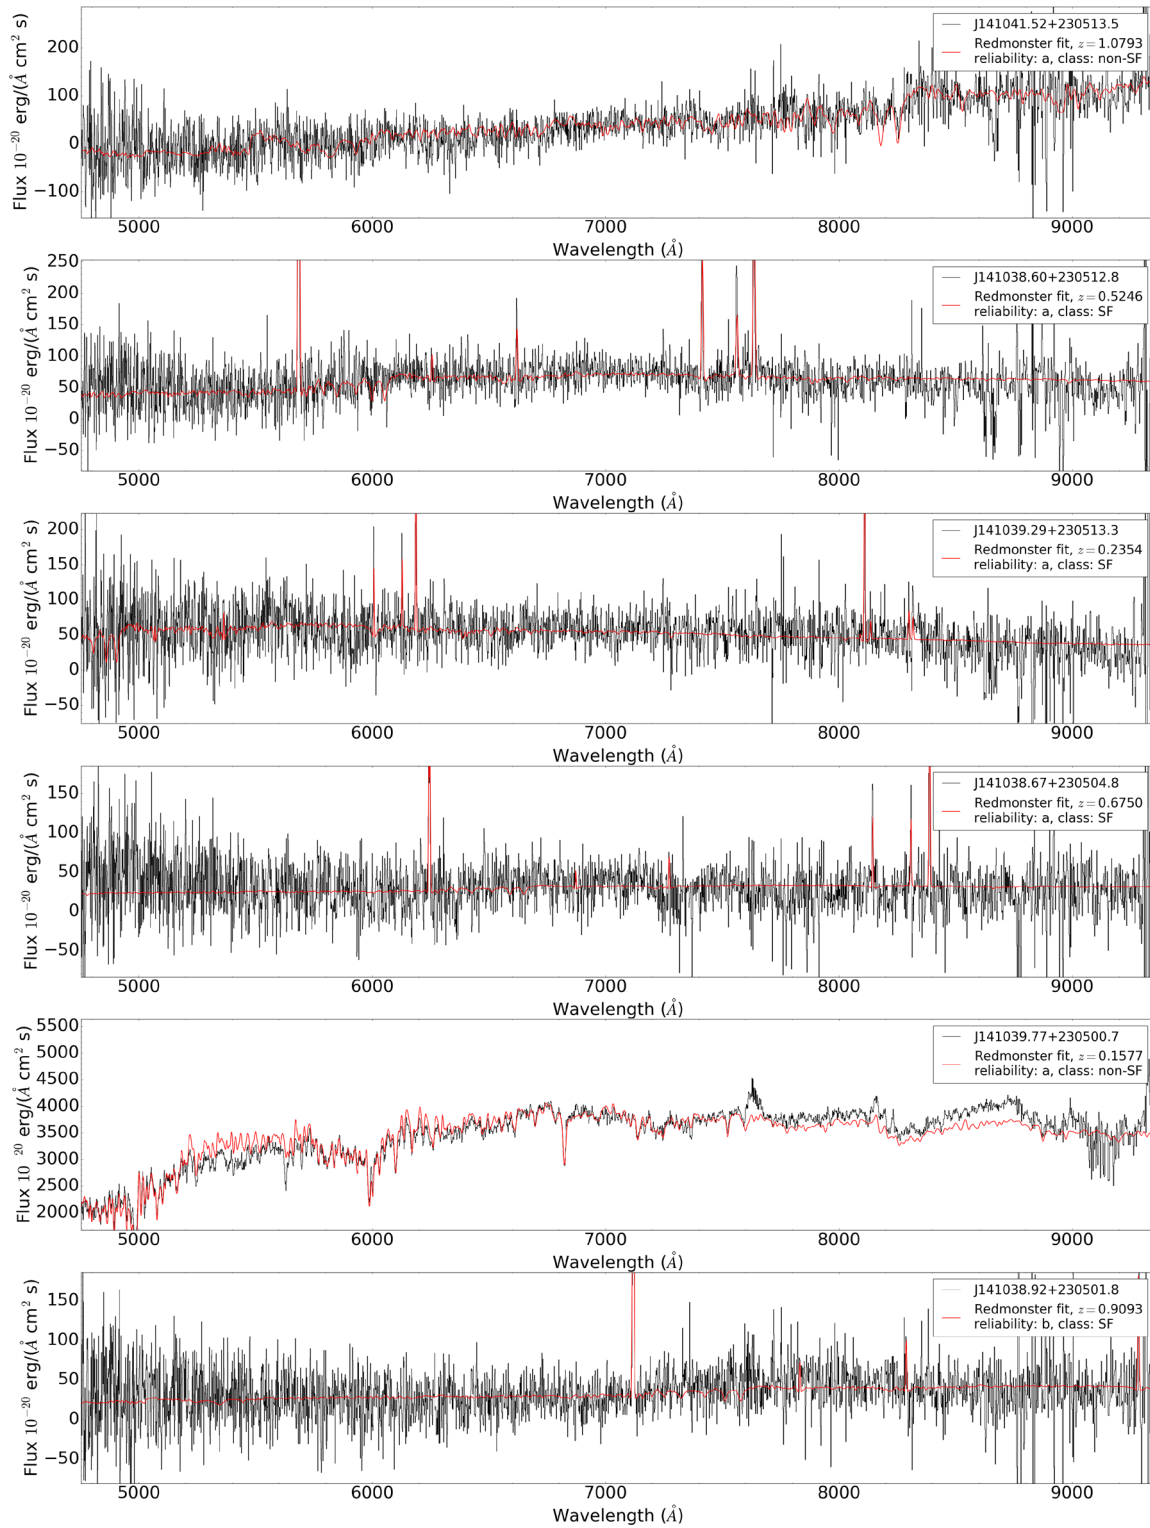 J141041.52+230513.5
Redmonster fit, z=1.0793
reliability: a, class: non-SF
200
100
0
−100
Flux 10⁻²⁰ erg/(Å cm² s)
5000 6000 7000 8000 9000
Wavelength (Å)
J141038.60+230512.8
Redmonster fit, z=0.5246
reliability: a, class: SF
250
200
150
100
50
0
−50
Flux 10⁻²⁰ erg/(Å cm² s)
5000 6000 7000 8000 9000
Wavelength (Å)
J141039.29+230513.3
Redmonster fit, z=0.2354
reliability: a, class: SF
200
150
100
50
0
−50
Flux 10⁻²⁰ erg/(Å cm² s)
5000 6000 7000 8000 9000
Wavelength (Å)
J141038.67+230504.8
Redmonster fit, z=0.6750
reliability: a, class: SF
150
100
50
0
−50
Flux 10⁻²⁰ erg/(Å cm² s)
5000 6000 7000 8000 9000
Wavelength (Å)
J141039.77+230500.7
Redmonster fit, z=0.1577
reliability: a, class: non-SF
5500
5000
4500
4000
3500
3000
2500
2000
Flux 10 ²⁰ erg/(Å cm² s)
5000 6000 7000 8000 9000
Wavelength (Å)
J141038.92+230501.8
Redmonster fit, z=0.9093
reliability: b, class: SF
150
100
50
0
−50
Flux 10⁻²⁰ erg/(Å cm² s)
5000 6000 7000 8000 9000
Wavelength (Å)